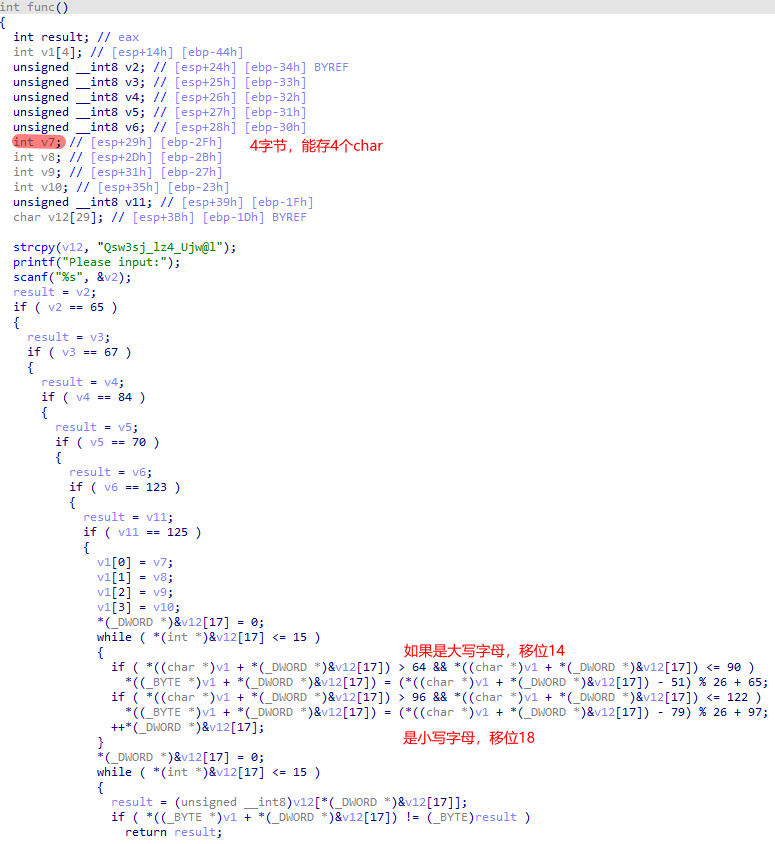 int func()
{
  int result; // eax
  int v1[4]; // [esp+14h] [ebp-44h]
  unsigned __int8 v2; // [esp+24h] [ebp-34h] BYREF
  unsigned __int8 v3; // [esp+25h] [ebp-33h]
  unsigned __int8 v4; // [esp+26h] [ebp-32h]
  unsigned __int8 v5; // [esp+27h] [ebp-31h]
  unsigned __int8 v6; // [esp+28h] [ebp-30h]
  int v7; // [esp+29h] [ebp-2Fh] 4字节，能存4个char
  int v8; // [esp+2Dh] [ebp-2Bh]
  int v9; // [esp+31h] [ebp-27h]
  int v10; // [esp+35h] [ebp-23h]
  unsigned __int8 v11; // [esp+39h] [ebp-1Fh]
  char v12[29]; // [esp+3Bh] [ebp-1Dh] BYREF

  strcpy(v12, "Qsw3sj_lz4_Ujw@l");
  printf("Please input:");
  scanf("%s", &v2);
  result = v2;
  if ( v2 == 65 )
  {
    result = v3;
    if ( v3 == 67 )
    {
      result = v4;
      if ( v4 == 84 )
      {
        result = v5;
        if ( v5 == 70 )
        {
          result = v6;
          if ( v6 == 123 )
          {
            result = v11;
            if ( v11 == 125 )
            {
              v1[0] = v7;
              v1[1] = v8;
              v1[2] = v9;
              v1[3] = v10;
              *(_DWORD *)&v12[17] = 0;
              while ( *(int *)&v12[17] <= 15 )
              {
如果是大写字母，移位14
                if ( *((char *)v1 + *(_DWORD *)&v12[17]) > 64 && *((char *)v1 + *(_DWORD *)&v12[17]) <= 90 )
                  *((_BYTE *)v1 + *(_DWORD *)&v12[17]) = (*((char *)v1 + *(_DWORD *)&v12[17]) - 51) % 26 + 65;
                if ( *((char *)v1 + *(_DWORD *)&v12[17]) > 96 && *((char *)v1 + *(_DWORD *)&v12[17]) <= 122 )
                  *((_BYTE *)v1 + *(_DWORD *)&v12[17]) = (*((char *)v1 + *(_DWORD *)&v12[17]) - 79) % 26 + 97;
                ++*(_DWORD *)&v12[17];
是小写字母，移位18
              }
              *(_DWORD *)&v12[17] = 0;
              while ( *(int *)&v12[17] <= 15 )
              {
                result = (unsigned __int8)v12[*(_DWORD *)&v12[17]];
                if ( *((_BYTE *)v1 + *(_DWORD *)&v12[17]) != (_BYTE)result )
                  return result;